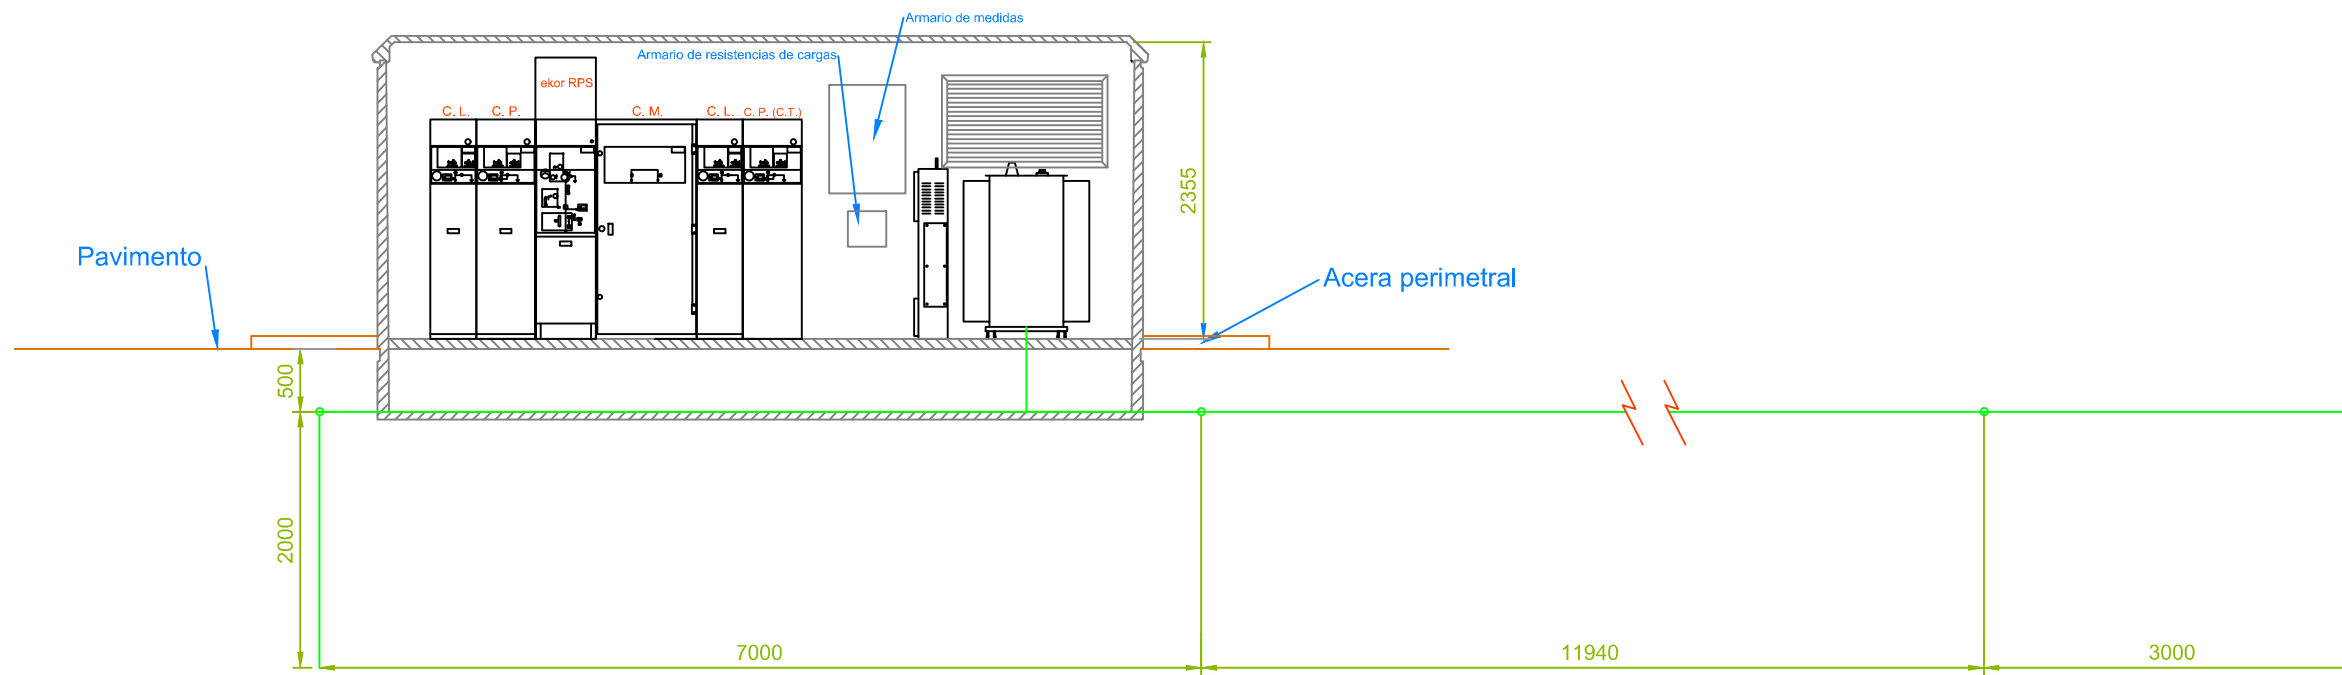 Armario de medidas
Armario de resistencias de cargas
ekor RPS
C. L.
C. P.
C. M.
C. L.
C. P. (C.T.)
2355
Pavimento
Acera perimetral
500
2000
7000
11940
3000